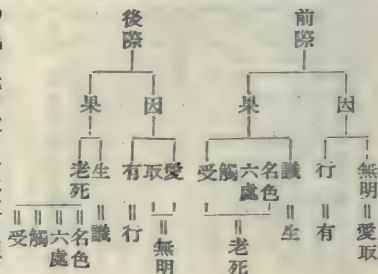 前際
因
果
無明
行
識
名色
六處
觸
受
愛取
有
生
老死
後際
因
果
愛
取
有
生
老死
無明
行
識
名色
六處
觸
受